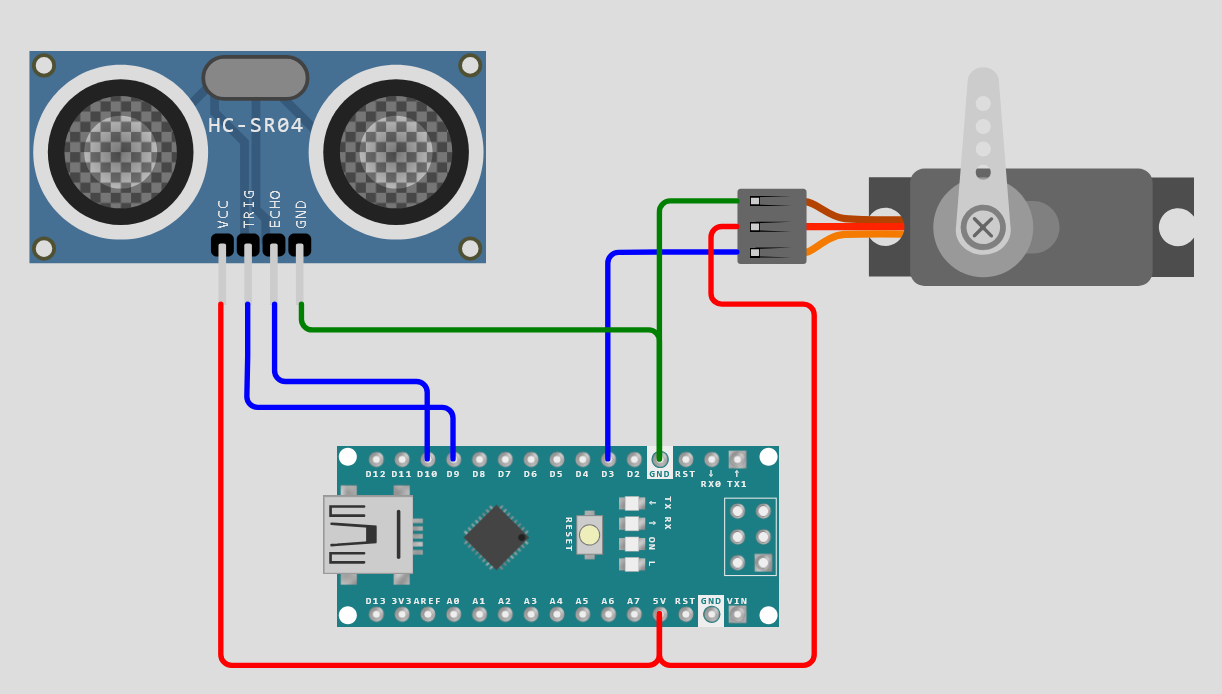 HC-SR04
VCC
TRIG
ECHO
GND
D12 D11 D10 D9 D8 D7 D6 D5 D4 D3 D2 GND RST
↓ ↑
RX0 TX1
RESET
← TX
→ RX
ON
L
D13 3V3 AREF A0 A1 A2 A3 A4 A5 A6 A7 5V RST GND VIN